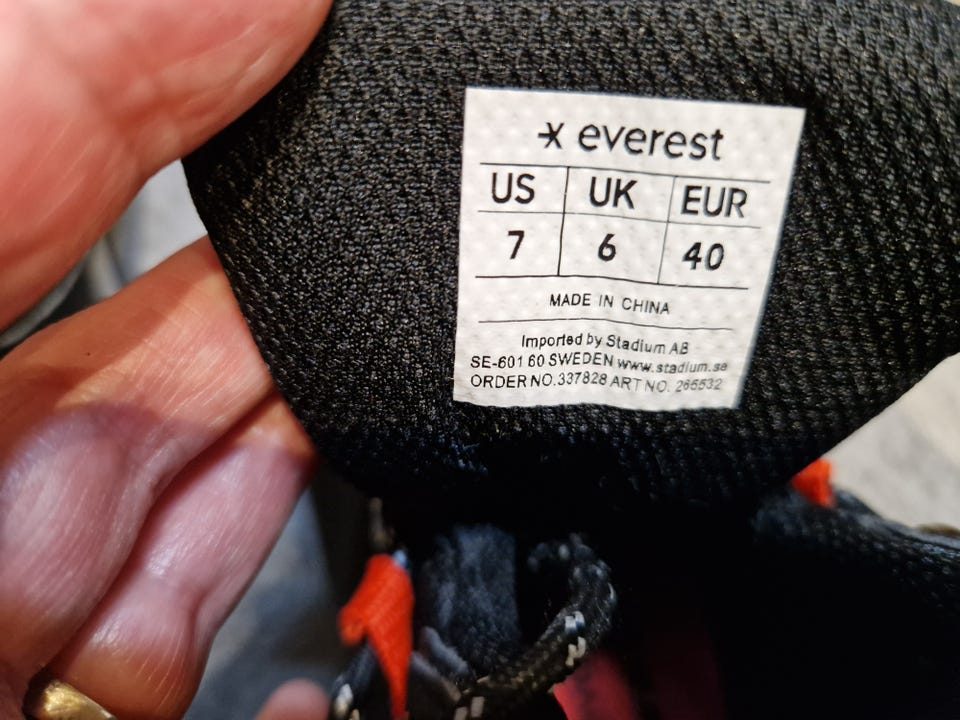 everest
US UK EUR
7 6 40
MADE IN CHINA
Imported by Stadium AB
SE-601 60 SWEDEN www.stadium.se
ORDER NO.337828 ART NO. 265532